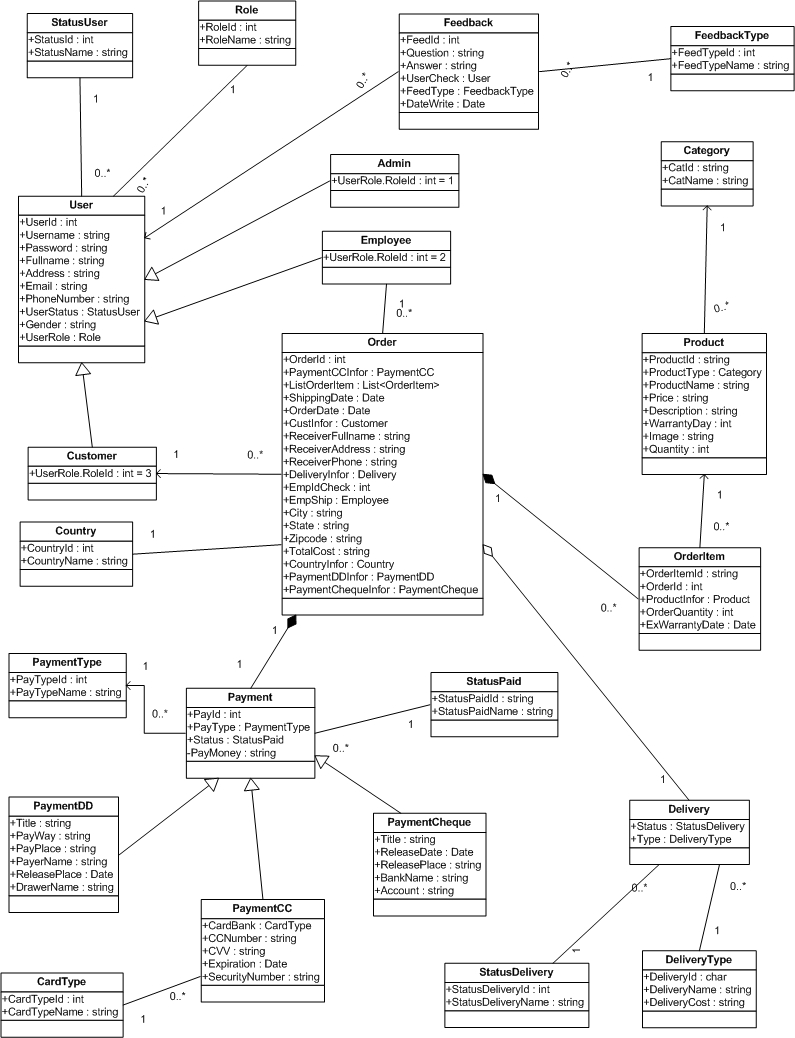 StatusUser
+StatusId : int
+StatusName : string
Role
+RoleId : int
+RoleName : string
Feedback
+FeedId : int
+Question : string
+Answer : string
+UserCheck : User
+FeedType : FeedbackType
+DateWrite : Date
FeedbackType
+FeedTypeId : int
+FeedTypeName : string
1
1
0..*
0..*
1
0..*
0..*
1
Category
+CatId : string
+CatName : string
Admin
+UserRole.RoleId : int = 1
User
+UserId : int
+Username : string
+Password : string
+Fullname : string
+Address : string
+Email : string
+PhoneNumber : string
+UserStatus : StatusUser
+Gender : string
+UserRole : Role
1
Employee
+UserRole.RoleId : int = 2
1
0..*
1
0..*
Order
+OrderId : int
+PaymentCCInfor : PaymentCC
+ListOrderItem : List<OrderItem>
+ShippingDate : Date
+OrderDate : Date
+CustInfor : Customer
+ReceiverFullname : string
+ReceiverAddress : string
+ReceiverPhone : string
+DeliveryInfor : Delivery
+EmpIdCheck : int
+EmpShip : Employee
+City : string
+State : string
+Zipcode : string
+TotalCost : string
+CountryInfor : Country
+PaymentDDInfor : PaymentDD
+PaymentChequeInfor : PaymentCheque
Product
+ProductId : string
+ProductType : Category
+ProductName : string
+Price : string
+Description : string
+WarrantyDay : int
+Image : string
+Quantity : int
Customer
+UserRole.RoleId : int = 3
1
0..*
Country
+CountryId : int
+CountryName : string
1
1
0..*
1
0..*
OrderItem
+OrderItemId : string
+OrderId : int
+ProductInfor : Product
+OrderQuantity : int
+ExWarrantyDate : Date
1
1
PaymentType
+PayTypeId : int
+PayTypeName : string
1
0..*
Payment
+PayId : int
+PayType : PaymentType
+Status : StatusPaid
-PayMoney : string
StatusPaid
+StatusPaidId : string
+StatusPaidName : string
1
0..*
1
PaymentDD
+Title : string
+PayWay : string
+PayPlace : string
+PayerName : string
+ReleasePlace : Date
+DrawerName : string
PaymentCheque
+Title : string
+ReleaseDate : Date
+ReleasePlace : string
+BankName : string
+Account : string
Delivery
+Status : StatusDelivery
+Type : DeliveryType
0..*
0..*
1
1
PaymentCC
+CardBank : CardType
+CCNumber : string
+CVV : string
+Expiration : Date
+SecurityNumber : string
CardType
+CardTypeId : int
+CardTypeName : string
0..*
1
StatusDelivery
+StatusDeliveryId : int
+StatusDeliveryName : string
DeliveryType
+DeliveryId : char
+DeliveryName : string
+DeliveryCost : string